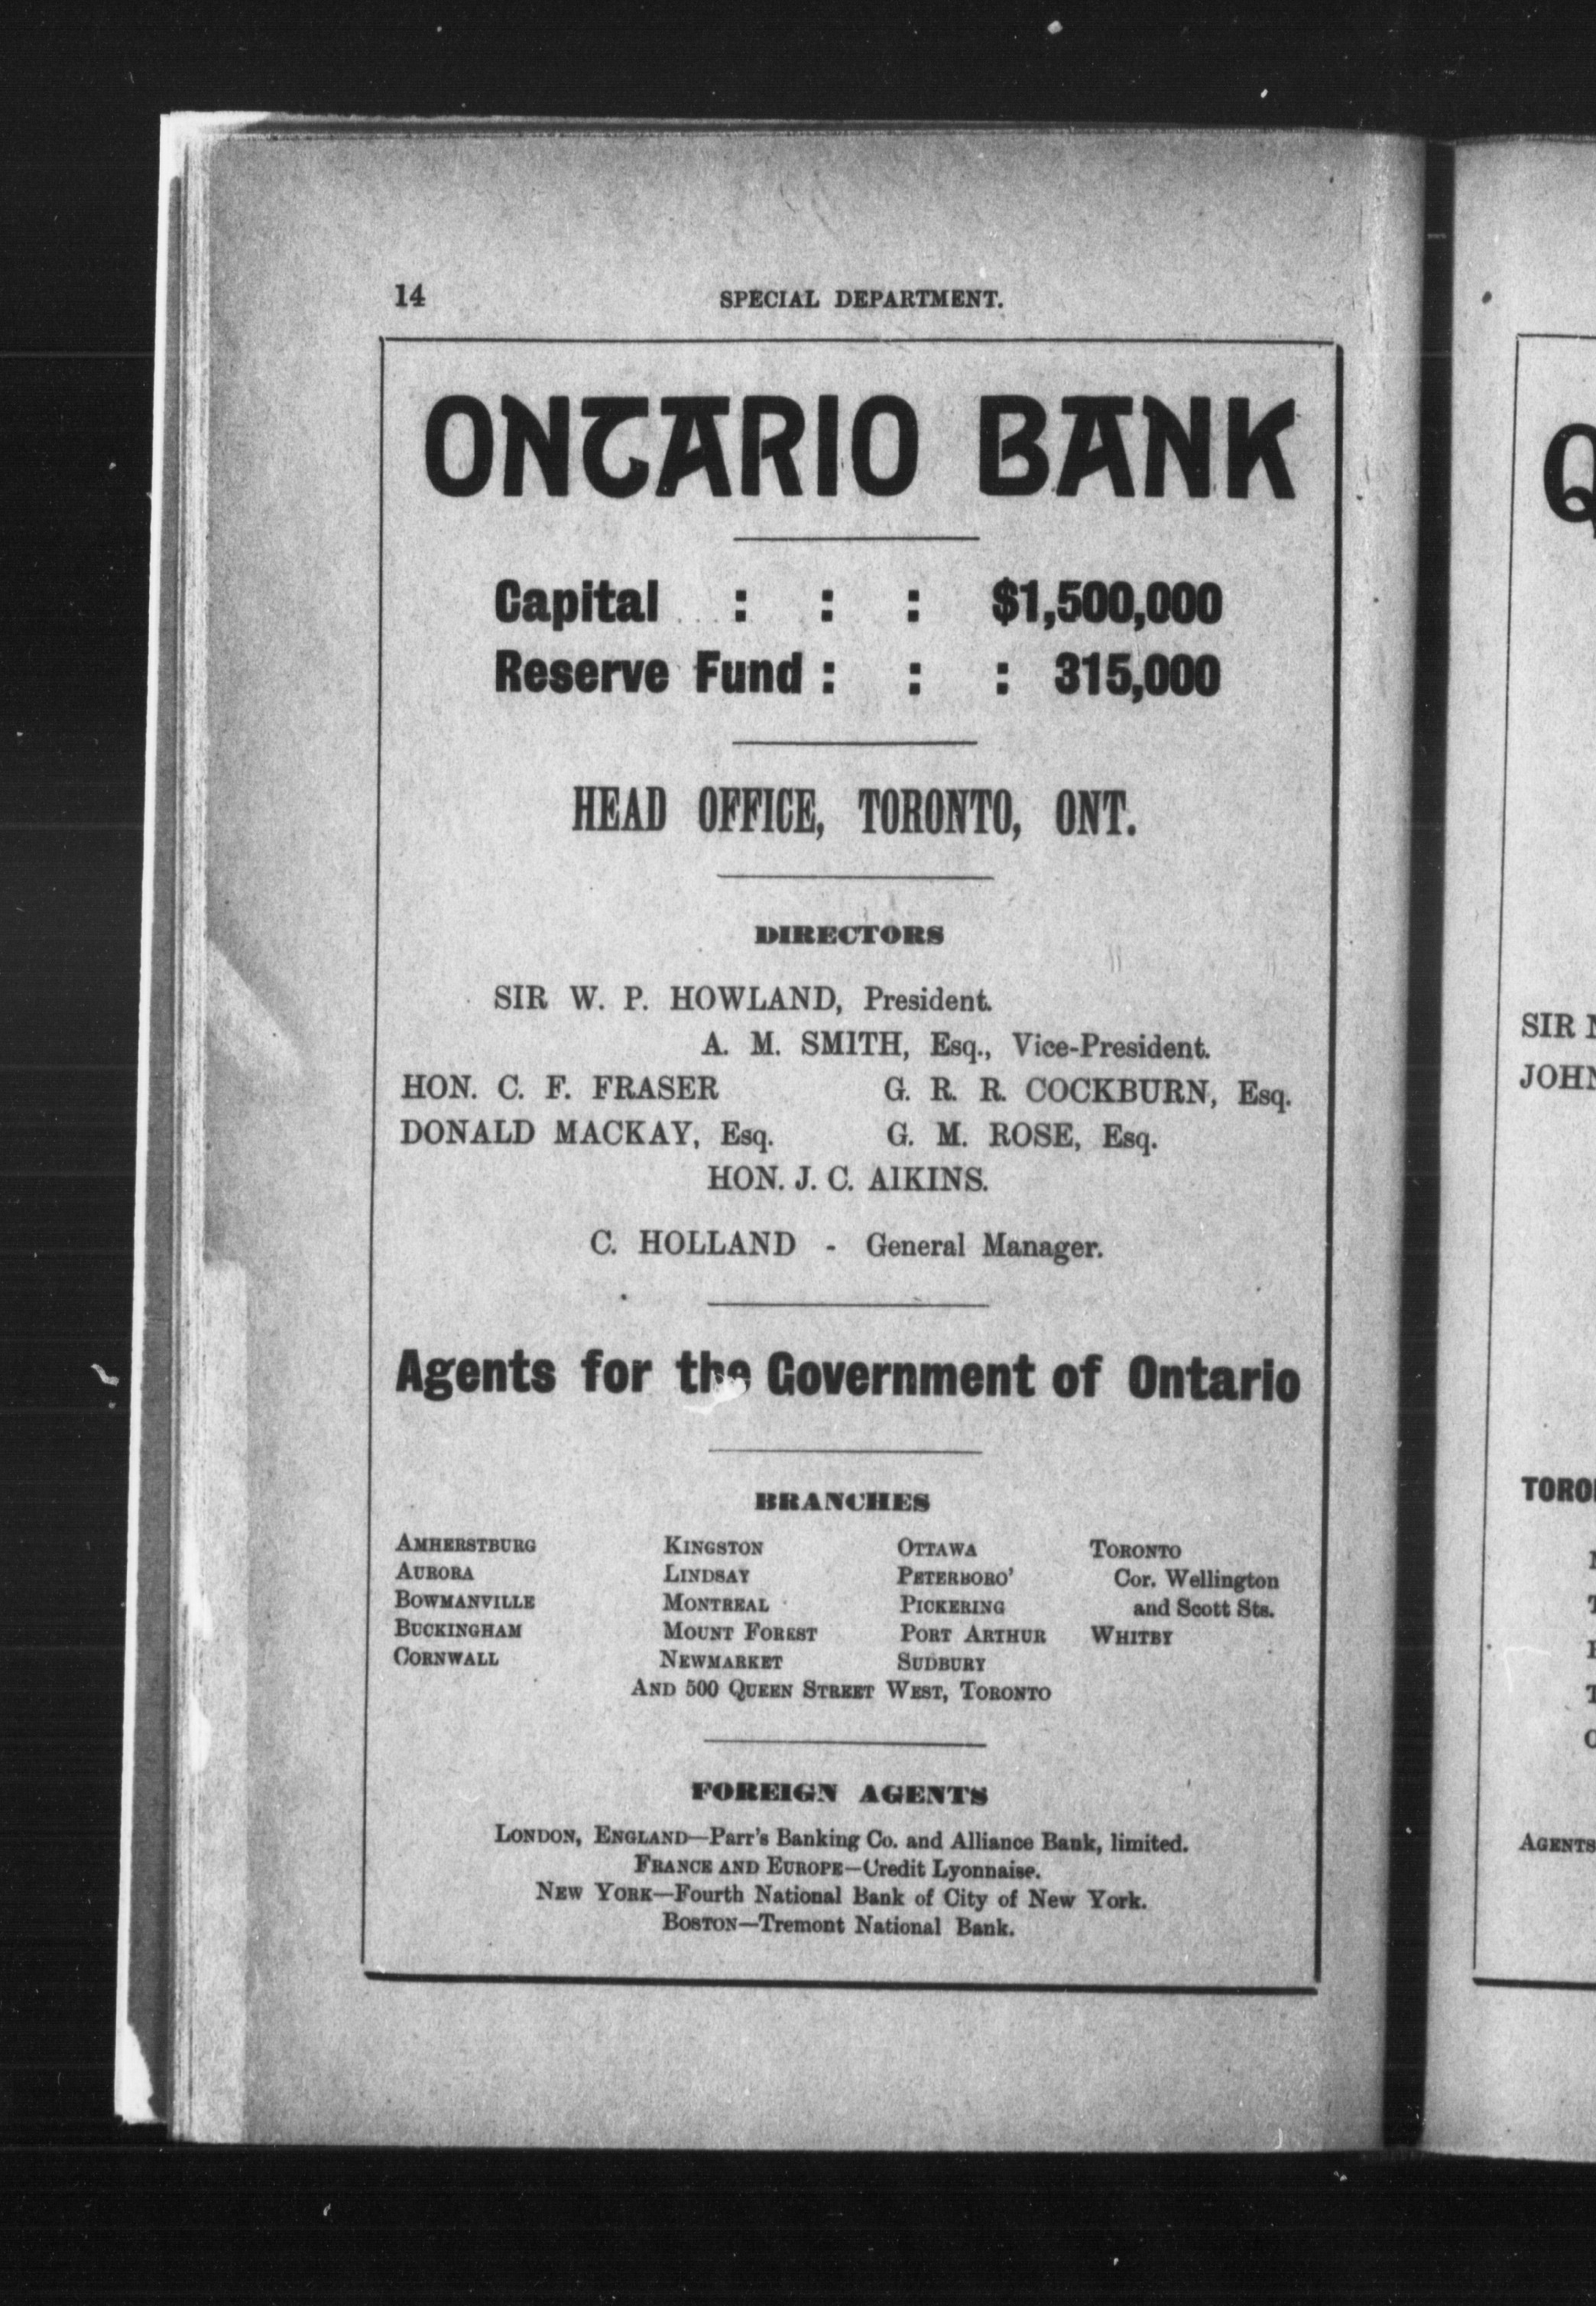 14 SPECIAL DEPARTMENT.
ONTARIO BANK
Capital : : : $1,500,000
Reserve Fund : : : 315,000
HEAD OFFICE, TORONTO, ONT.
DIRECTORS
SIR W. P. HOWLAND, President.
A. M. SMITH, Esq., Vice-President.
HON. C. F. FRASER G. R. R. COCKBURN, Esq.
DONALD MACKAY, Esq. G. M. ROSE, Esq.
HON. J. C. AIKINS.
C. HOLLAND - General Manager.
Agents for the Government of Ontario
BRANCHES
AMHERSTBURG KINGSTON OTTAWA TORONTO
AURORA LINDSAY PETERBORO' Cor. Wellington
BOWMANVILLE MONTREAL PICKERING and Scott Sts.
BUCKINGHAM MOUNT FOREST PORT ARTHUR WHITBY
CORNWALL NEWMARKET SUDBURY
AND 500 QUEEN STREET WEST, TORONTO
FOREIGN AGENTS
LONDON, ENGLAND—Parr's Banking Co. and Alliance Bank, limited.
FRANCE AND EUROPE—Credit Lyonnaise.
NEW YORK—Fourth National Bank of City of New York.
BOSTON—Tremont National Bank.
Q
SIR
JOHN
TORO
AGENTS